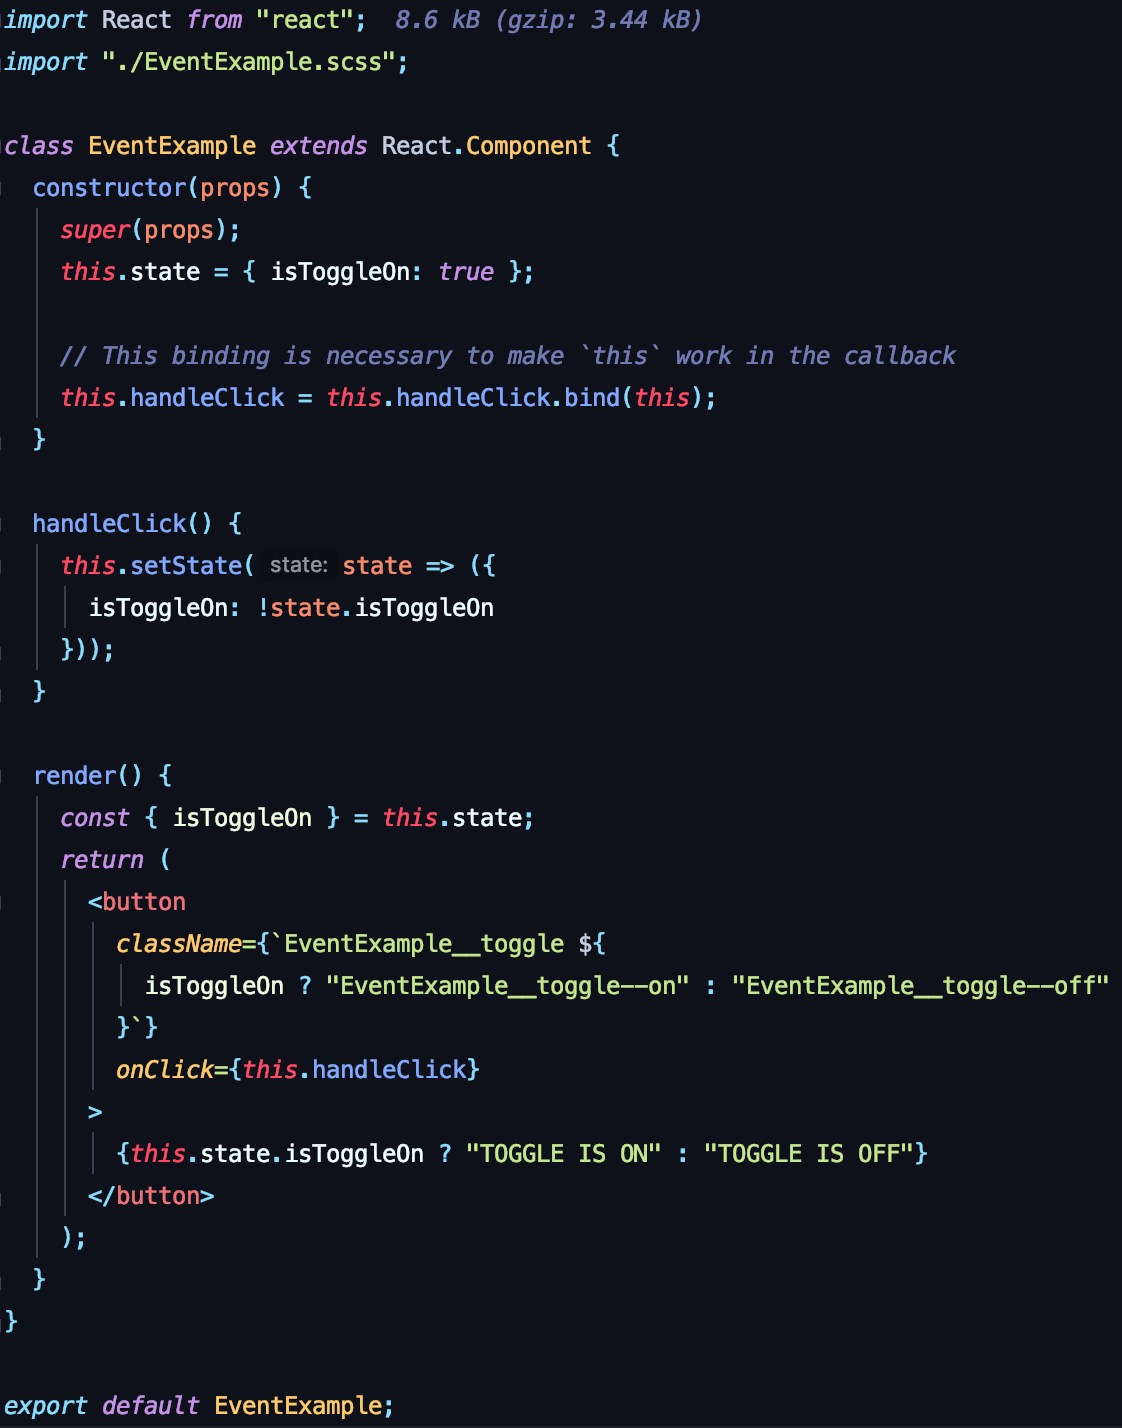 import React from "react";  8.6 kB (gzip: 3.44 kB)
import "./EventExample.scss";

class EventExample extends React.Component {
  constructor(props) {
    super(props);
    this.state = { isToggleOn: true };

    // This binding is necessary to make `this` work in the callback
    this.handleClick = this.handleClick.bind(this);
  }

  handleClick() {
    this.setState( state: state => ({
      isToggleOn: !state.isToggleOn
    }));
  }

  render() {
    const { isToggleOn } = this.state;
    return (
      <button
        className={`EventExample__toggle ${
          isToggleOn ? "EventExample__toggle--on" : "EventExample__toggle--off"
        }`}
        onClick={this.handleClick}
      >
        {this.state.isToggleOn ? "TOGGLE IS ON" : "TOGGLE IS OFF"}
      </button>
    );
  }
}

export default EventExample;